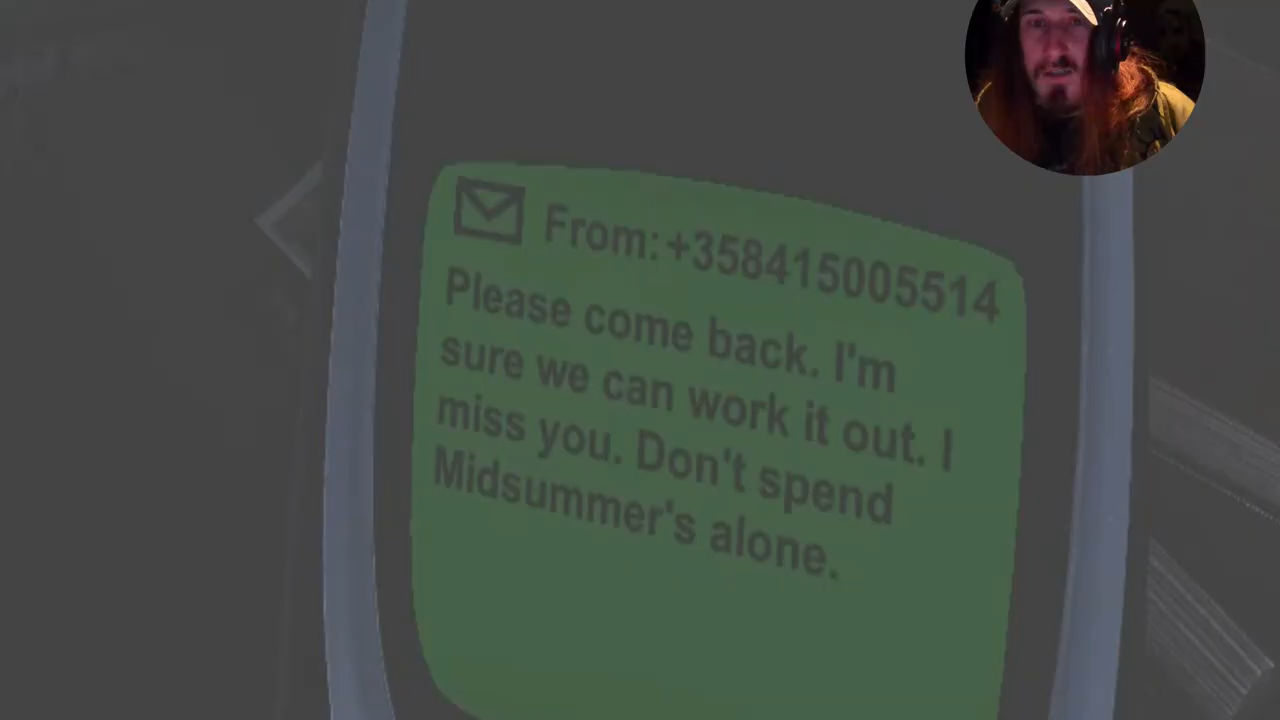 From: +358415005514
Please come back. I'm
sure we can work it out. I
miss you. Don't spend
Midsummer's alone.